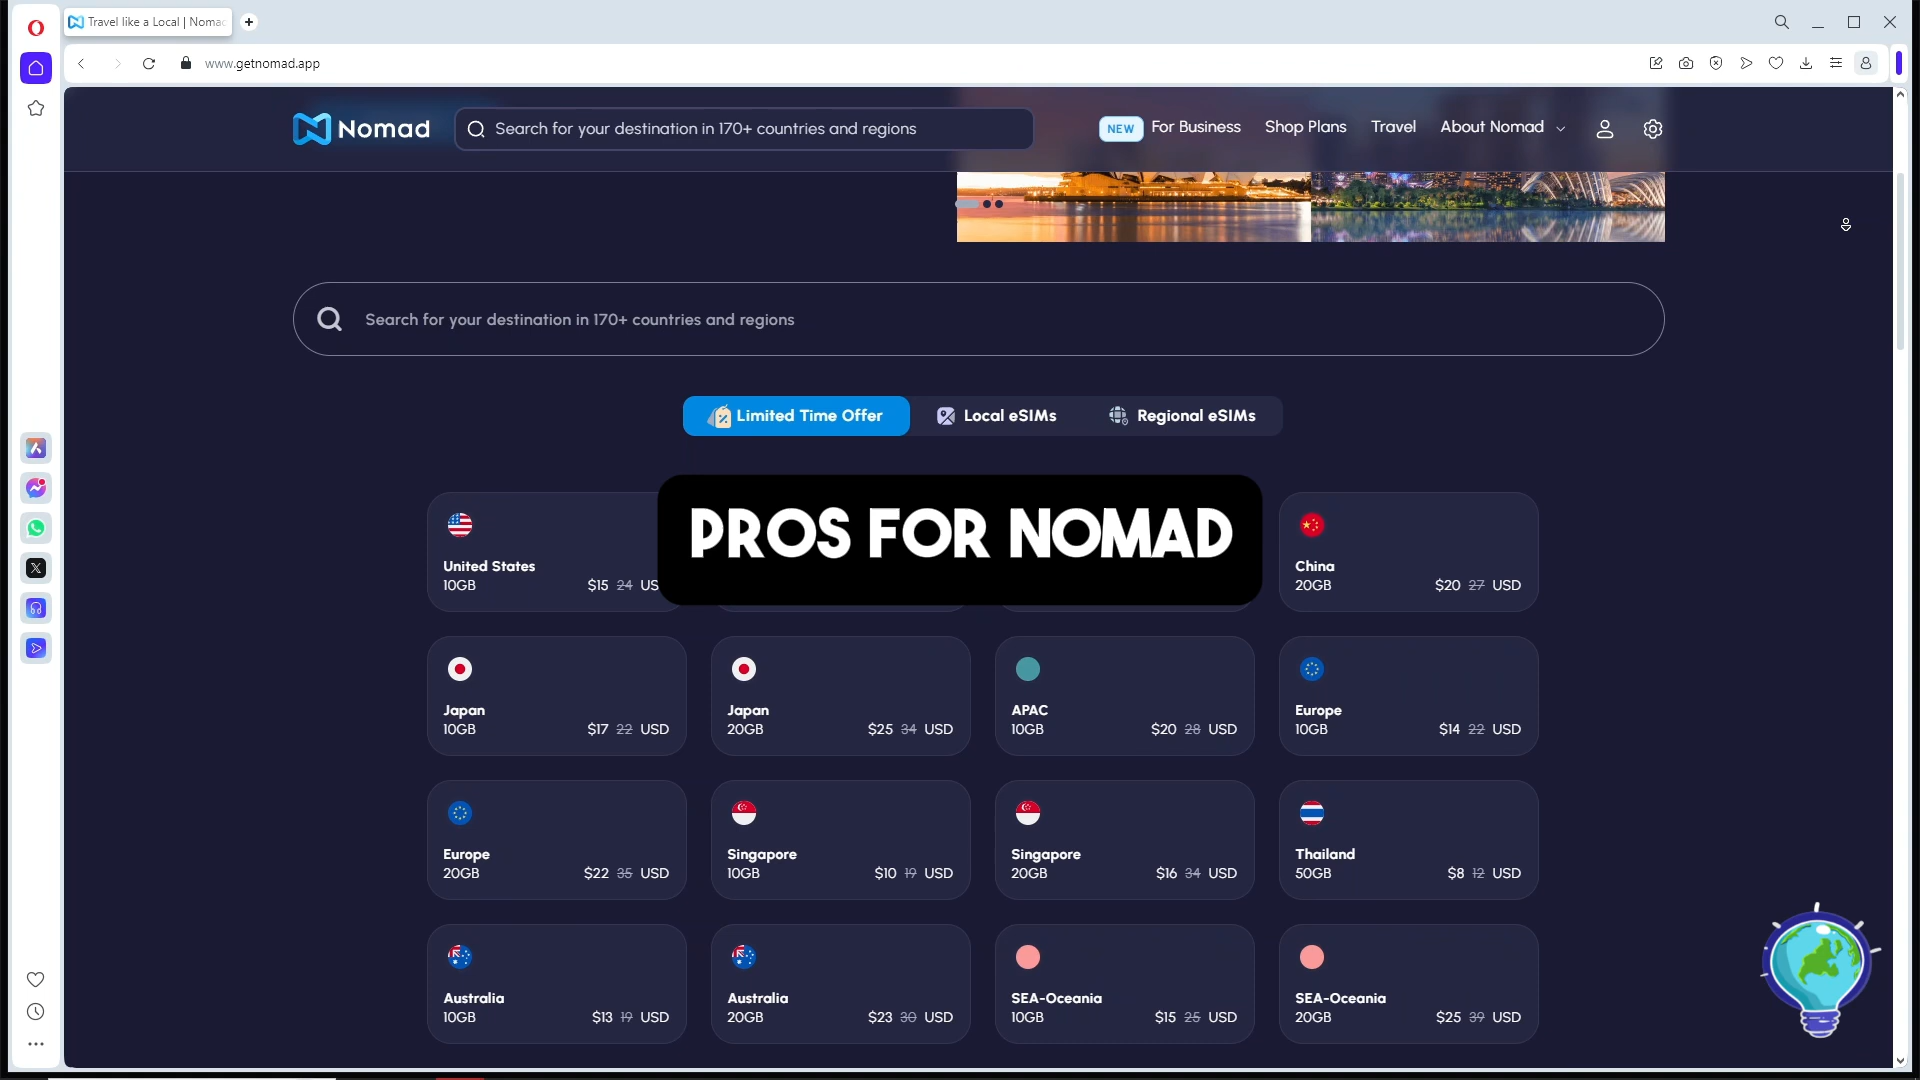 Travel like a Local | Noma
www.getnomad.app
Nomad
Search for your destination in 170+ countries and regions
NEW For Business
Shop Plans
Travel
About Nomad
Search for your destination in 170+ countries and regions
Limited Time Offer
Local eSIMs
Regional eSIMs
PROS FOR NOMAD
United States
10GB $15 24 US
China
20GB $20 27 USD
Japan
10GB $17 22 USD
Japan
20GB $25 34 USD
APAC
10GB $20 28 USD
Europe
10GB $14 22 USD
Europe
20GB $22 35 USD
Singapore
10GB $10 19 USD
Singapore
20GB $16 34 USD
Thailand
50GB $8 12 USD
Australia
10GB $13 19 USD
Australia
20GB $23 30 USD
SEA-Oceania
10GB $15 25 USD
SEA-Oceania
20GB $25 39 USD